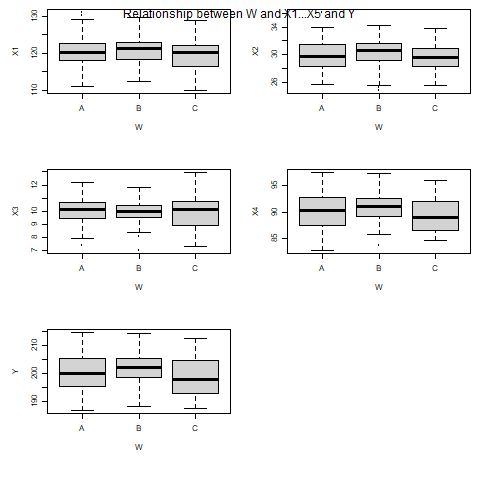 Relationship between W and X1...X5 and Y
X1
110 120 130
A B C
W
X2
26 30 34
A B C
W
X3
7 8 9 10 12
A B C
W
X4
85 90 95
A B C
W
Y
190 200 210
A B C
W